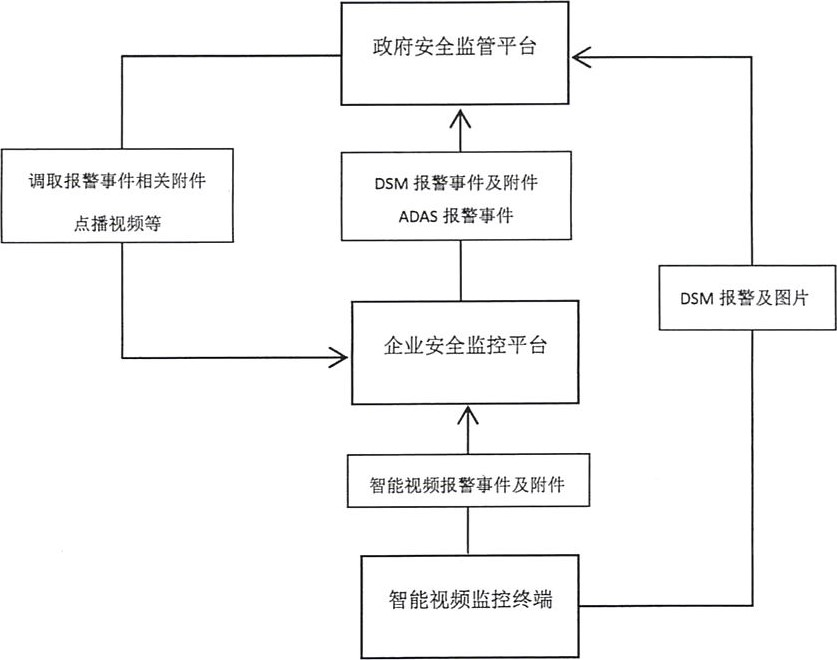 政府安全监管平台
调取报警事件相关附件
点播视频等
DSM 报警事件及附件
ADAS 报警事件
DSM 报警及图片
企业安全监控平台
智能视频报警事件及附件
智能视频监控终端